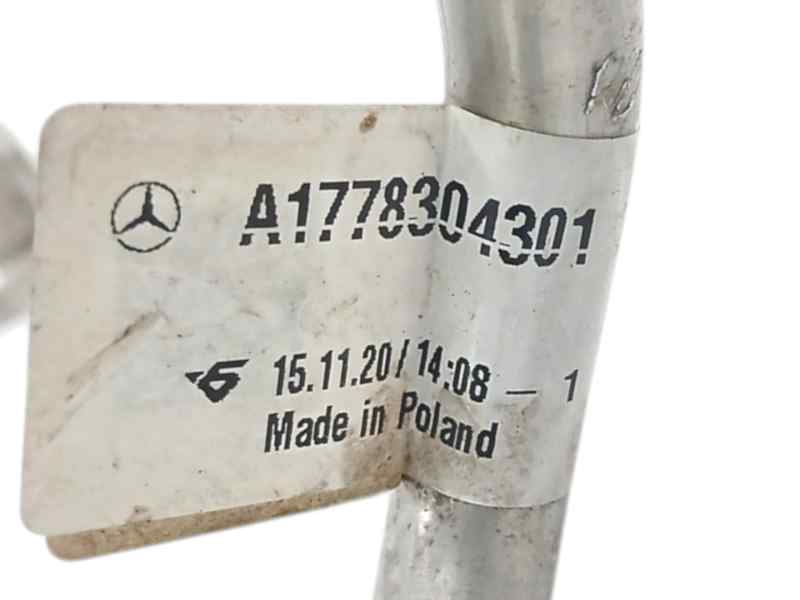 A1778304301
15.11.20/14:08 — 1
Made in Poland